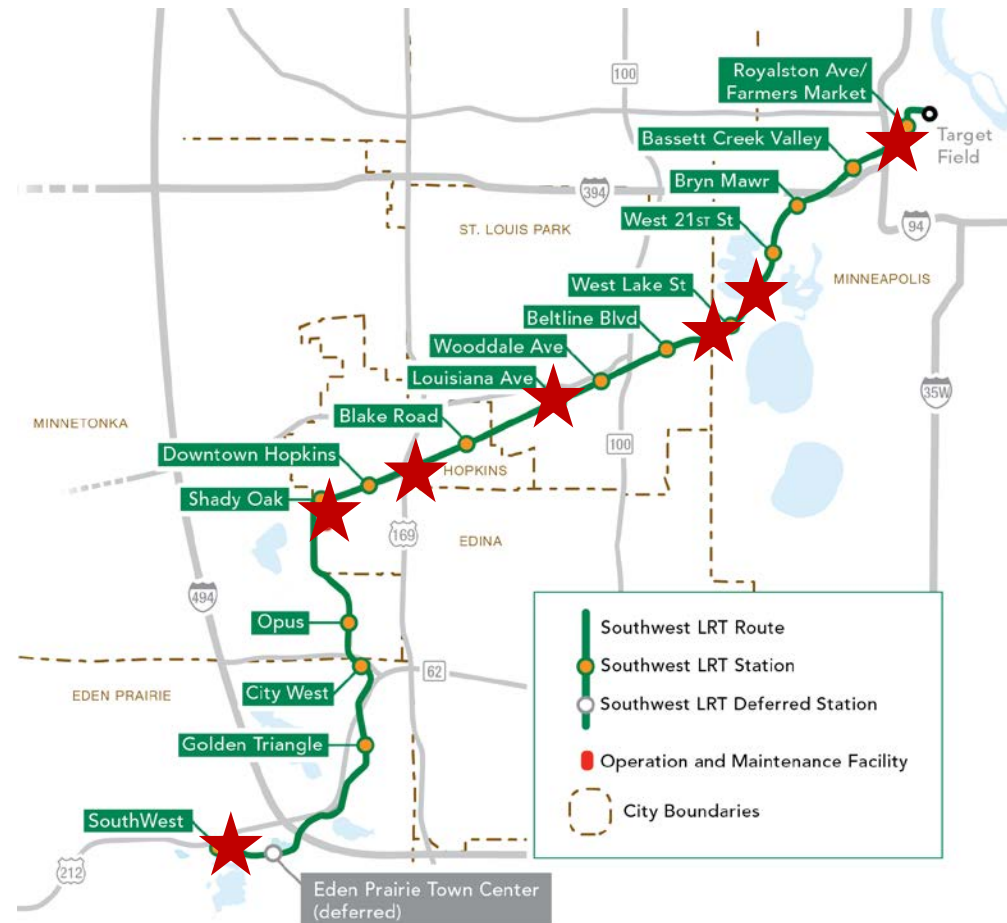 100
Royalston Ave/
Farmers Market
Target
Field
Bassett Creek Valley
Bryn Mawr
394
94
West 21ST St
ST. LOUIS PARK
MINNEAPOLIS
West Lake St
Beltline Blvd
Wooddale Ave
Louisiana Ave
35W
Blake Road
MINNETONKA
100
Downtown Hopkins
HOPKINS
Shady Oak
169
EDINA
494
Opus
62
City West
EDEN PRAIRIE
Golden Triangle
SouthWest
212
Eden Prairie Town Center
(deferred)
Southwest LRT Route
Southwest LRT Station
Southwest LRT Deferred Station
Operation and Maintenance Facility
City Boundaries